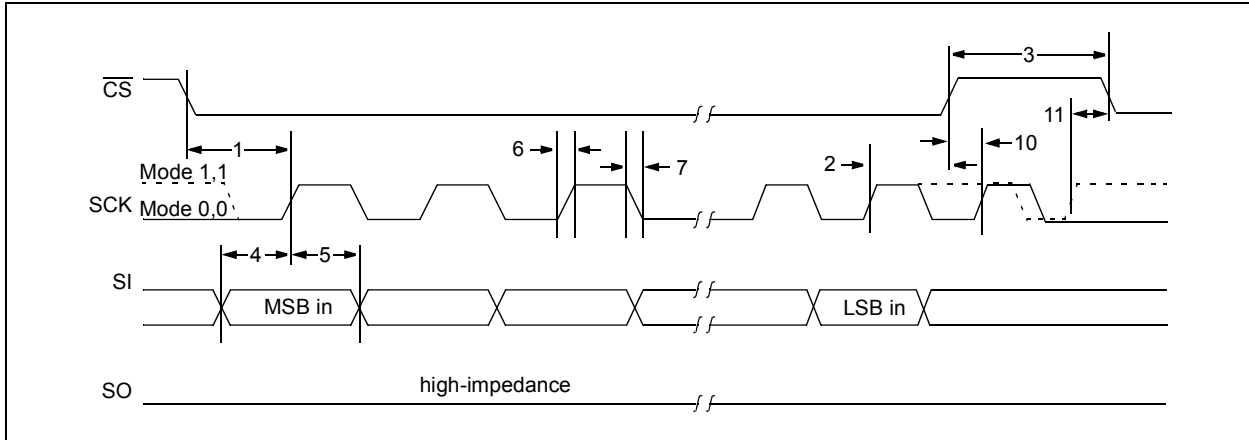 3
CS
11
1
6
7
2
10
Mode 1,1
SCK
Mode 0,0
4
5
SI
MSB in
LSB in
SO
high-impedance